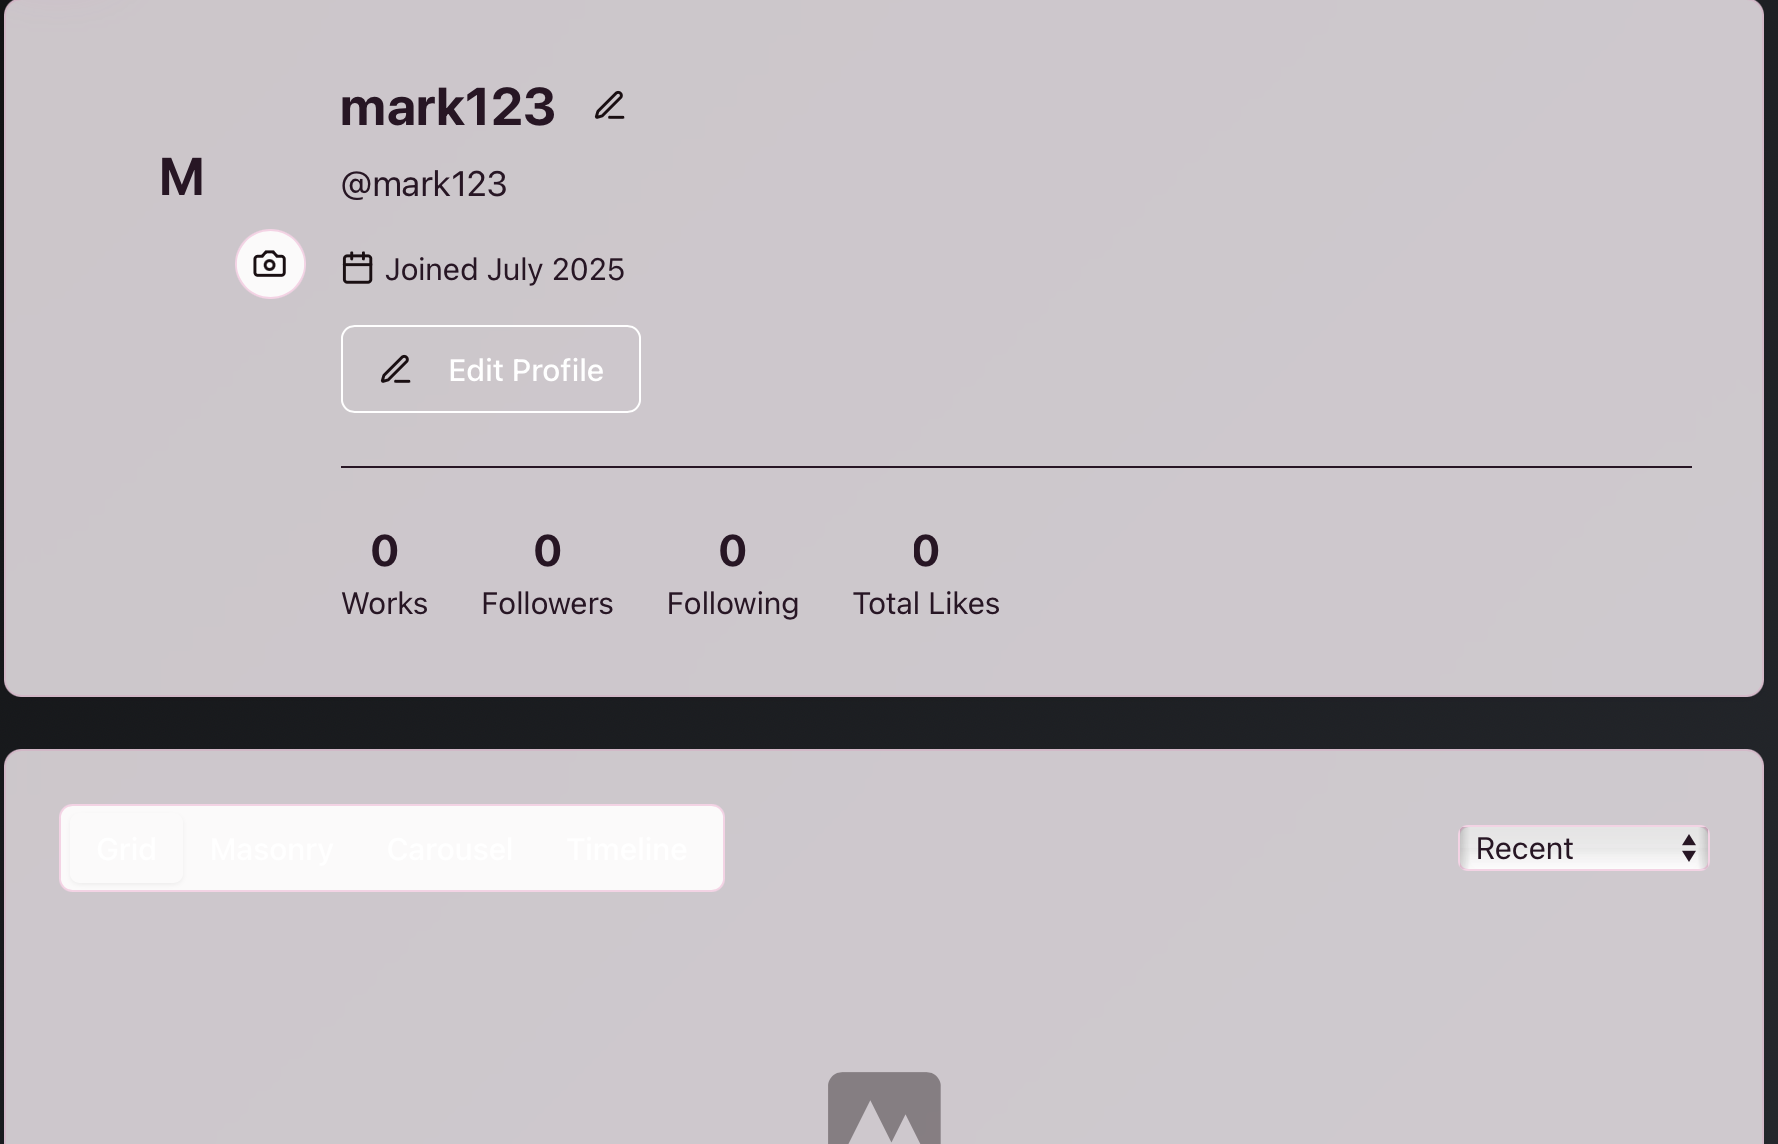 mark123
M
@mark123
Joined July 2025
Edit Profile
0 0 0 0
Works Followers Following Total Likes
Grid Masonry Carousel Timeline
Recent